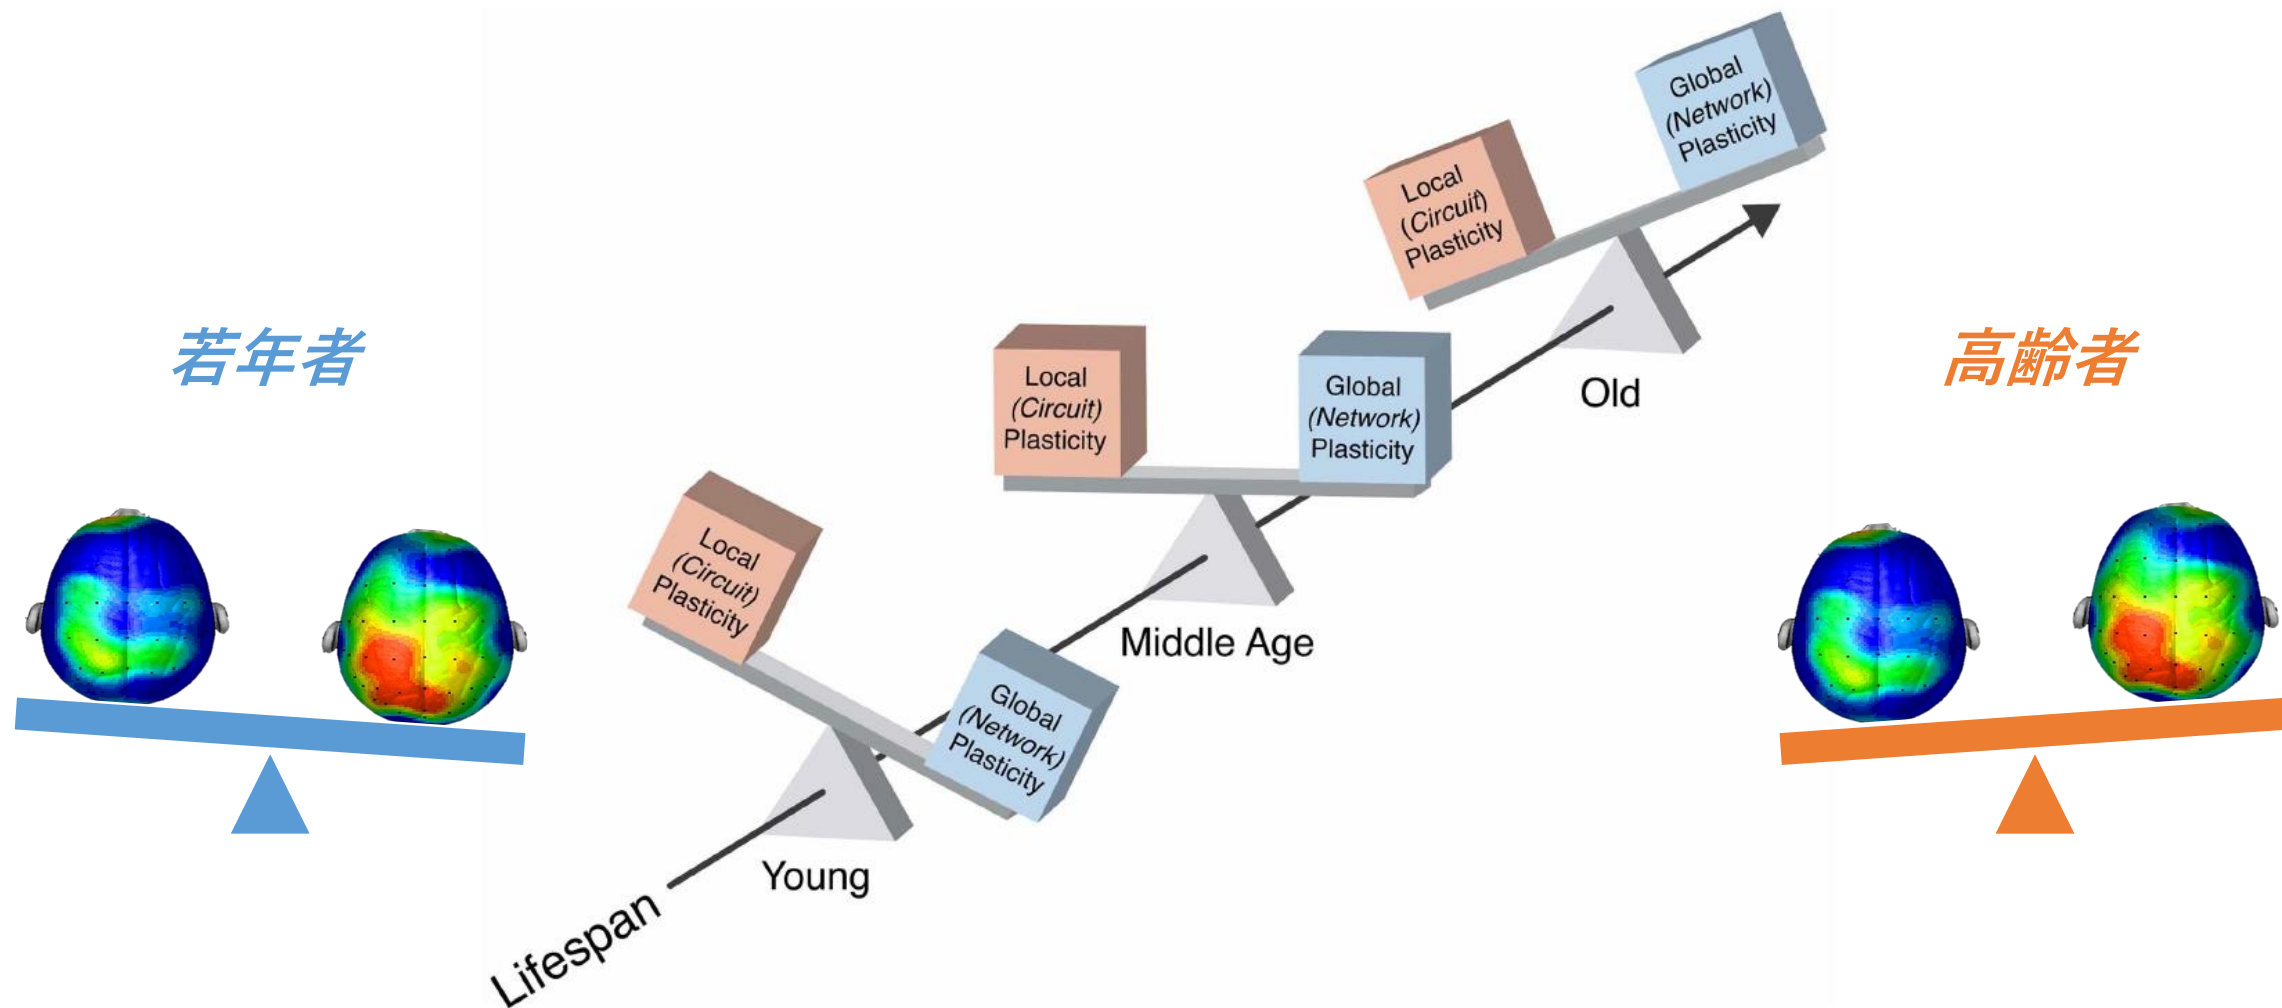 若年者
高齢者
Local
(Circuit)
Plasticity
Global
(Network)
Plasticity
Young
Local
(Circuit)
Plasticity
Global
(Network)
Plasticity
Middle Age
Local
(Circuit)
Plasticity
Global
(Network)
Plasticity
Old
Lifespan